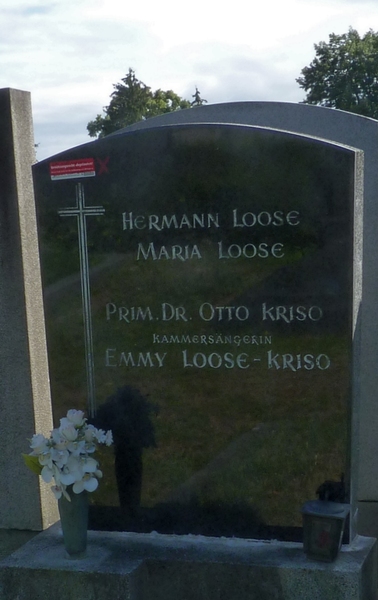 HERMANN LOOSE
MARIA LOOSE
PRIM. DR. OTTO KRISO
KAMMERSÄNGERIN
EMMY LOOSE-KRISO